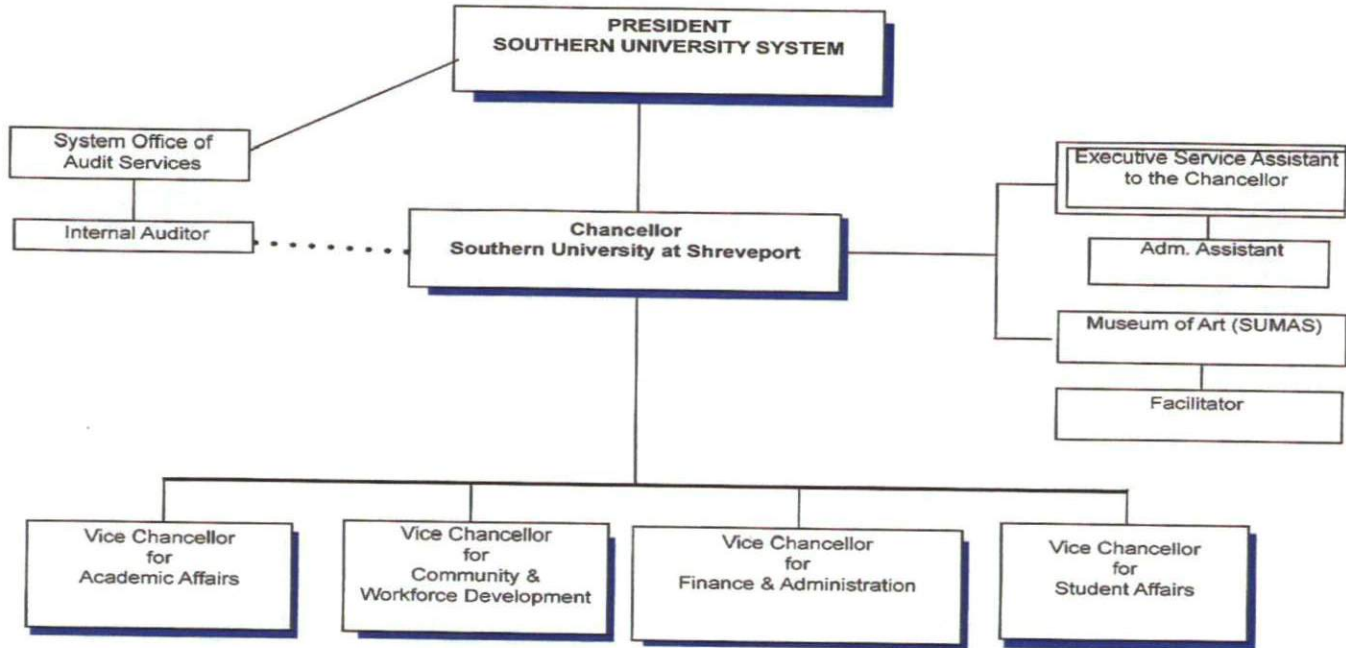 PRESIDENT
SOUTHERN UNIVERSITY SYSTEM
System Office of
Audit Services
Internal Auditor
Chancellor
Southern University at Shreveport
Executive Service Assistant
to the Chancellor
Adm. Assistant
Museum of Art (SUMAS)
Facilitator
Vice Chancellor
for
Academic Affairs
Vice Chancellor
for
Community &
Workforce Development
Vice Chancellor
for
Finance & Administration
Vice Chancellor
for
Student Affairs